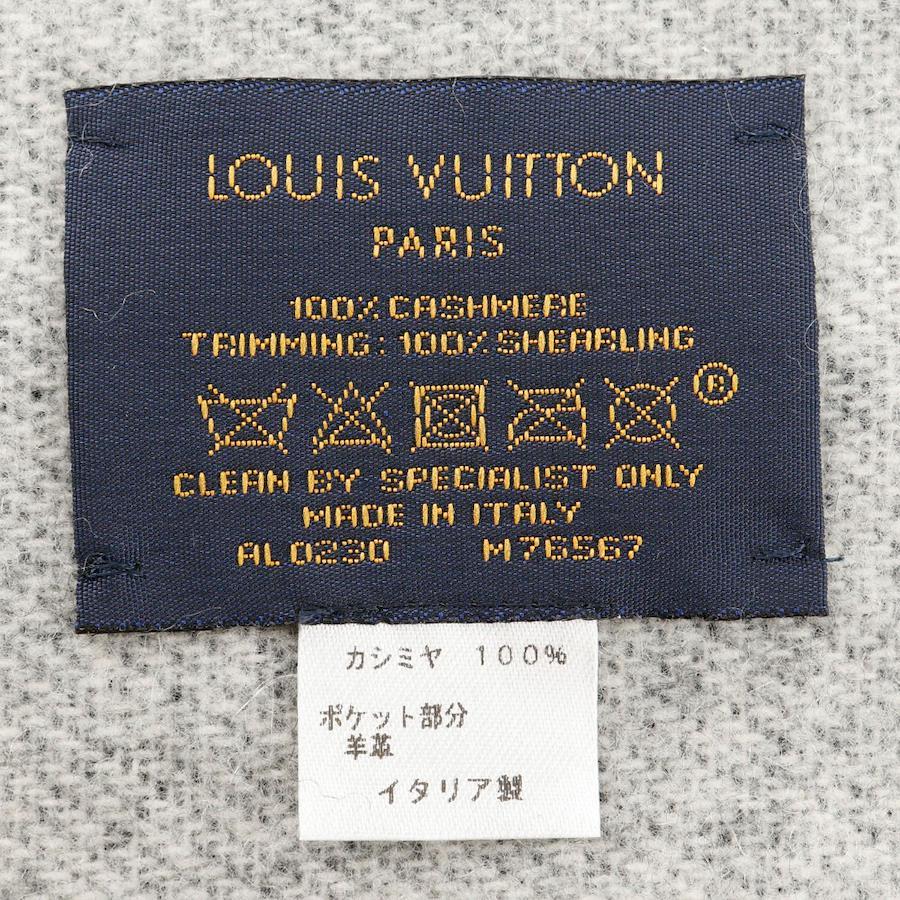 LOUIS VUITTON
PARIS
100% CASHMERE
TRIMMING: 100% SHEARLING
®
CLEAN BY SPECIALIST ONLY
MADE IN ITALY
AL0230 M76567
カシミヤ 100%
ポケット部分
羊革
イタリア製